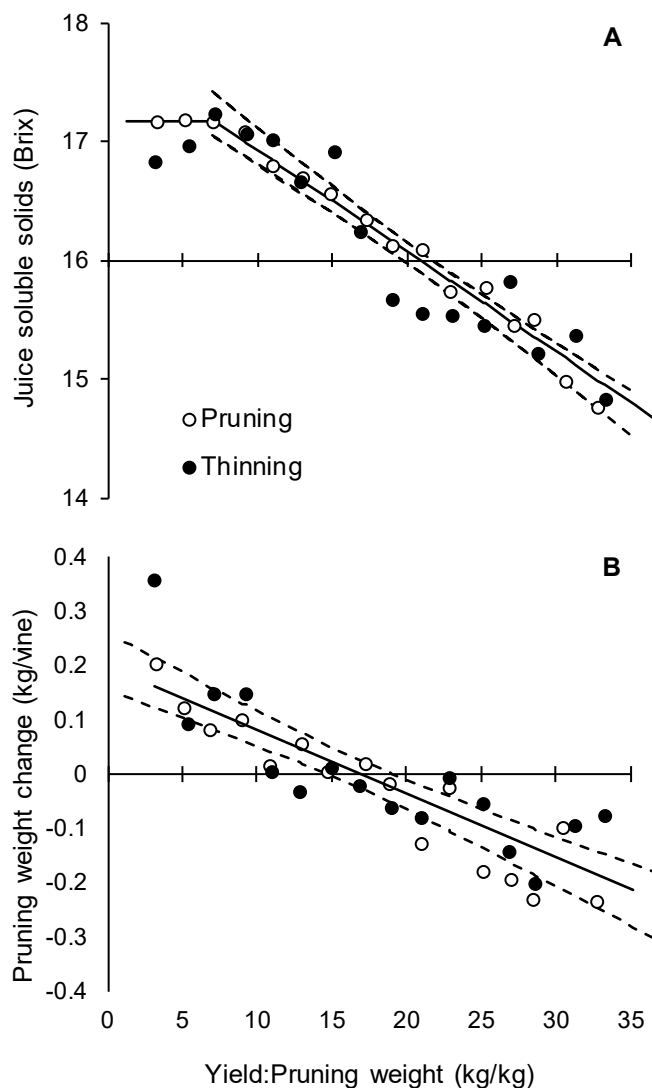 A
18
17
16
15
14
Juice soluble solids (Brix)
Pruning
Thinning
B
0.4
0.3
0.2
0.1
0
-0.1
-0.2
-0.3
-0.4
Pruning weight change (kg/vine)
0 5 10 15 20 25 30 35
Yield:Pruning weight (kg/kg)